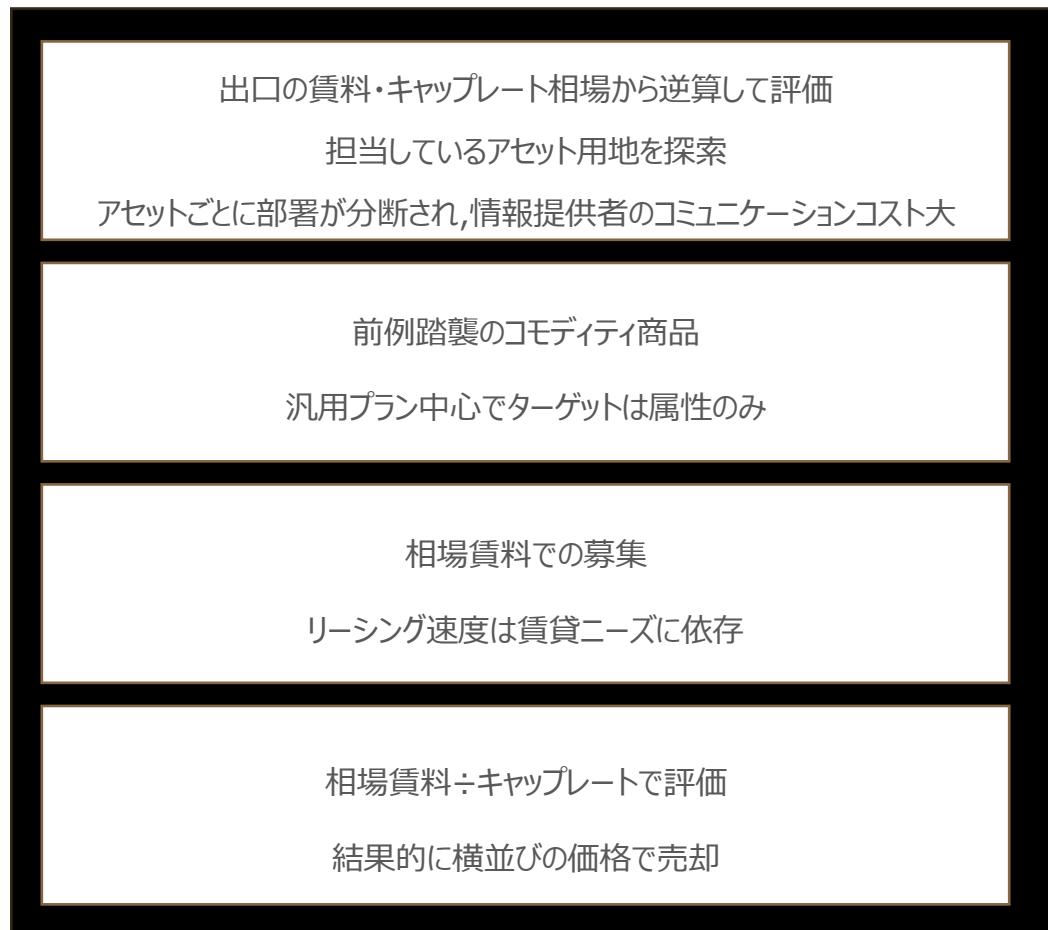 出口の賃料・キャップレート相場から逆算して評価
担当しているアセット用地を探索
アセットごとに部署が分断され,情報提供者のコミュニケーションコスト大
前例踏襲のコモディティ商品
汎用プラン中心でターゲットは属性のみ
相場賃料での募集
リーシング速度は賃貸ニーズに依存
相場賃料÷キャップレートで評価
結果的に横並びの価格で売却